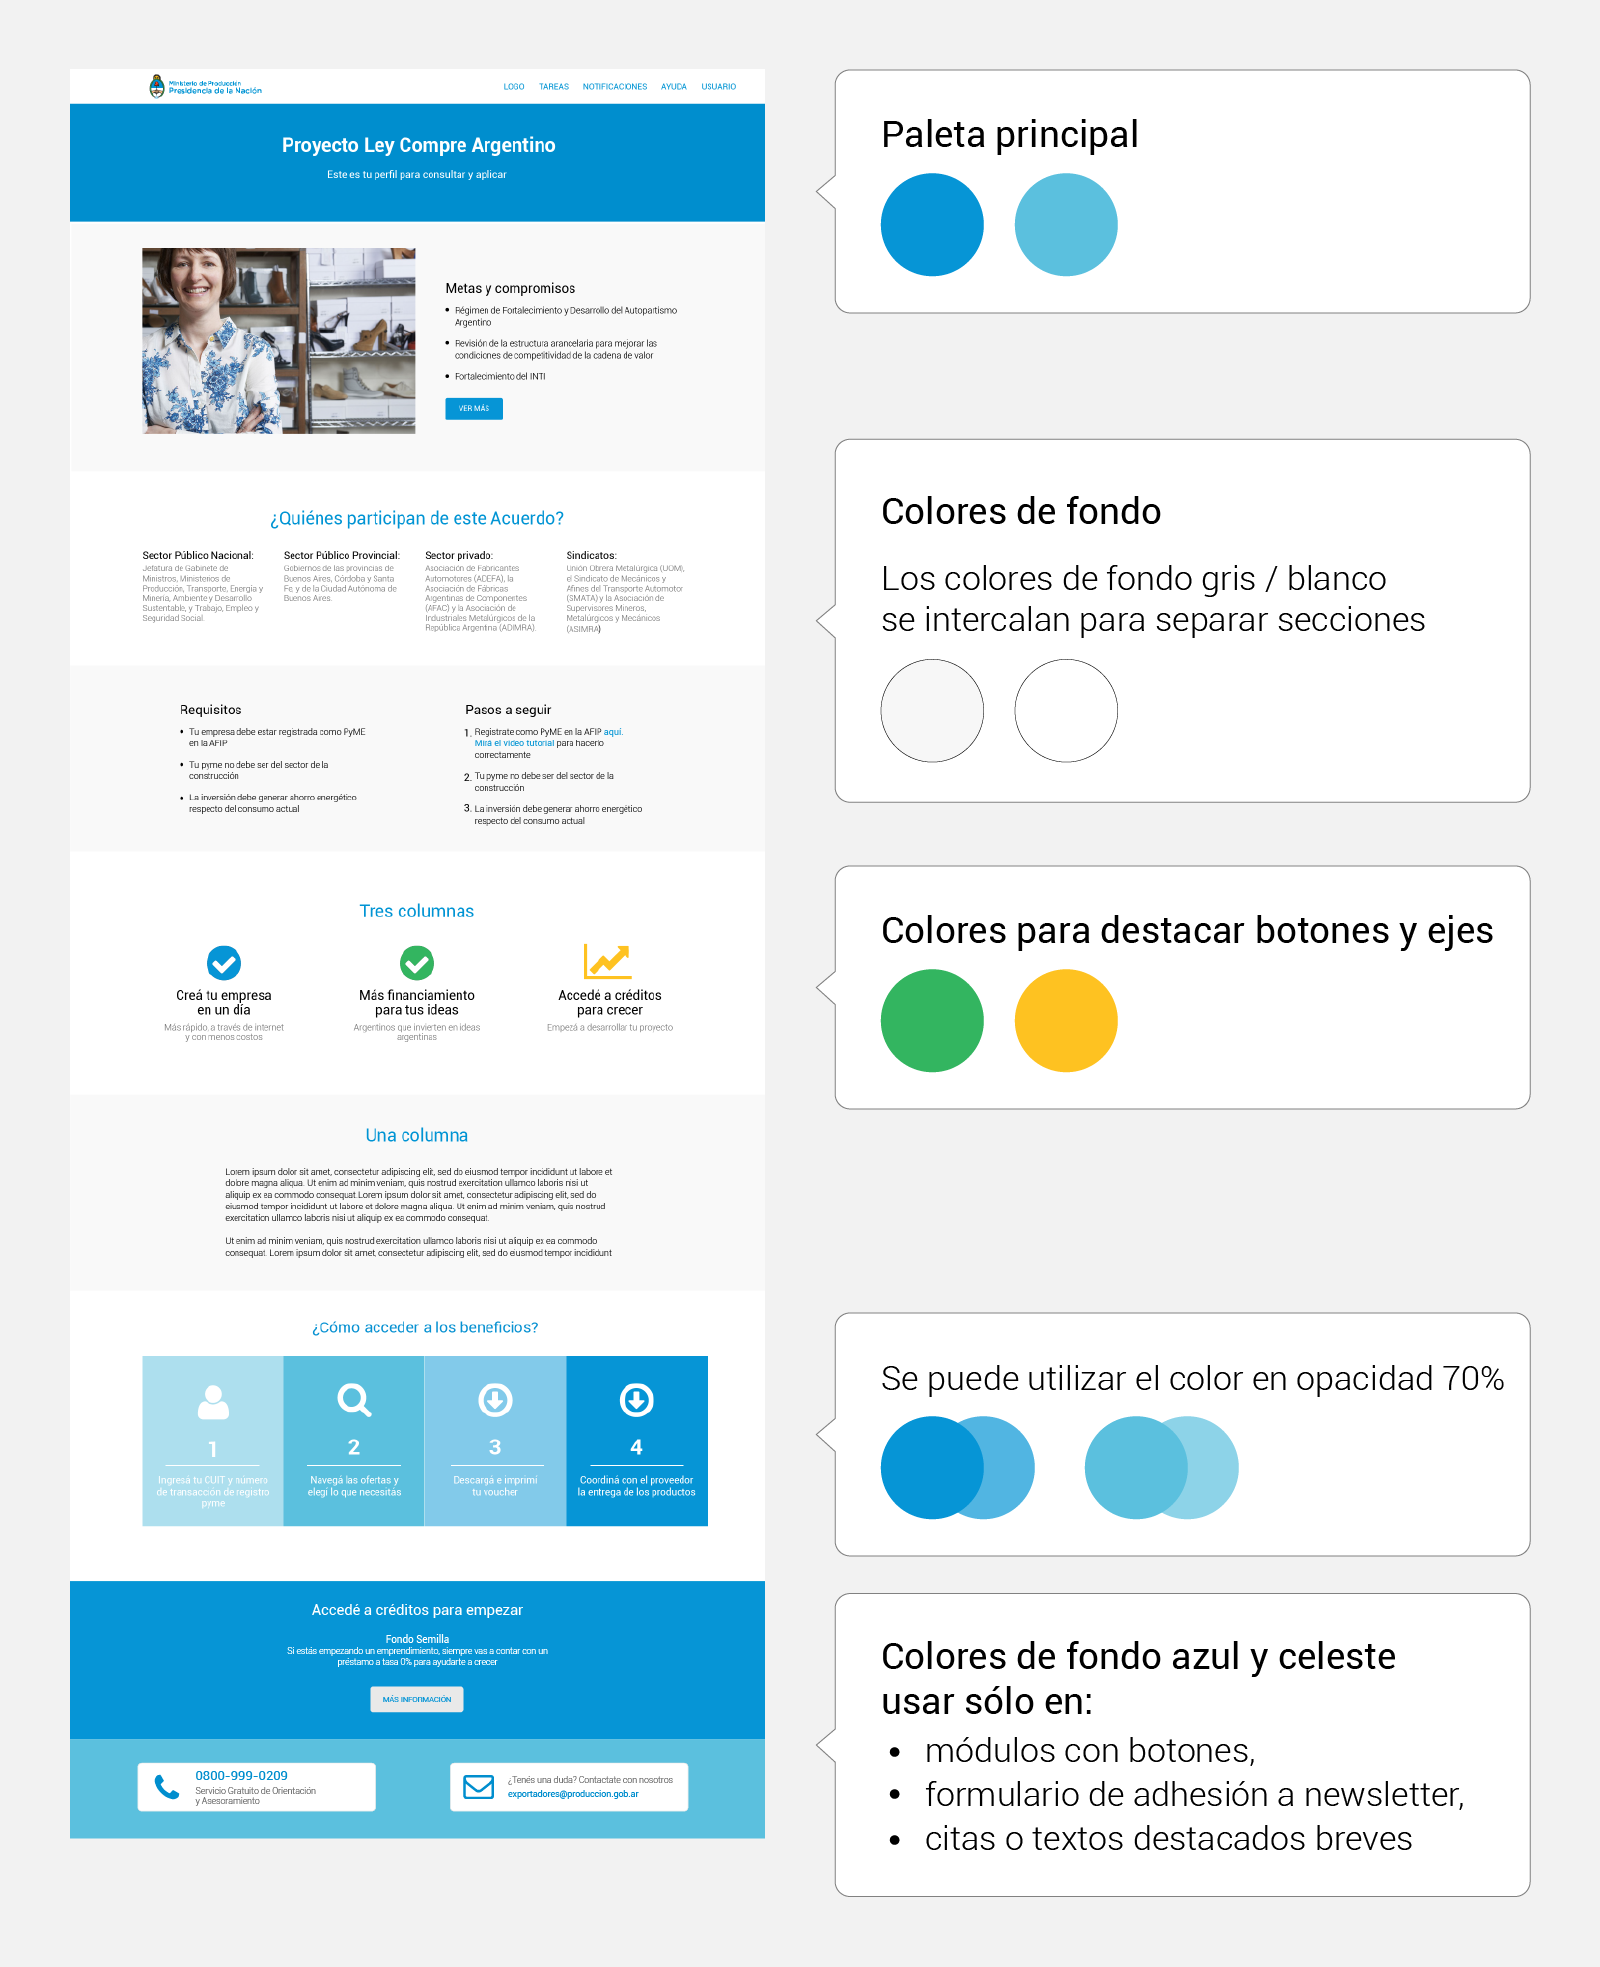 Ministerio de Producción
Presidencia de la Nación
LOGO TAREAS NOTIFICACIONES AYUDA USUARIO
Proyecto Ley Compre Argentino
Este es tu perfil para consultar y aplicar
Metas y compromisos
• Régimen de Fortalecimiento y Desarrollo del Autopartismo
Argentino
• Revisión de la estructura arancelaria para mejorar las
condiciones de competitividad de la cadena de valor
• Fortalecimiento del INTI
VER MÁS
¿Quiénes participan de este Acuerdo?
Sector Público Nacional:
Jefatura de Gabinete de
Ministros, Ministerios de
Producción, Transporte, Energía y
Minería, Ambiente y Desarrollo
Sustentable, y Trabajo, Empleo y
Seguridad Social.
Sector Público Provincial:
Gobiernos de las provincias de
Buenos Aires, Córdoba y Santa
Fe, y de la Ciudad Autónoma de
Buenos Aires.
Sector privado:
Asociación de Fabricantes
Automotores (ADEFA), la
Asociación de Fábricas
Argentinas de Componentes
(AFAC) y la Asociación de
Industriales Metalúrgicos de la
República Argentina (ADIMRA).
Sindicatos:
Unión Obrera Metalúrgica (UOM),
el Sindicato de Mecánicos y
Afines del Transporte Automotor
(SMATA) y la Asociación de
Supervisores Mineros,
Metalúrgicos y Mecánicos
(ASIMRA)
Requisitos
• Tu empresa debe estar registrada como PyME
en la AFIP
• Tu pyme no debe ser del sector de la
construcción
• La inversión debe generar ahorro energético
respecto del consumo actual
Pasos a seguir
1. Registrate como PyME en la AFIP aquí.
Mirá el video tutorial para hacerlo
correctamente
2. Tu pyme no debe ser del sector de la
construcción
3. La inversión debe generar ahorro energético
respecto del consumo actual
Tres columnas
Creá tu empresa
en un día
Más rápido, a través de internet
y con menos costos
Más financiamiento
para tus ideas
Argentinos que invierten en ideas
argentinas
Accedé a créditos
para crecer
Empezá a desarrollar tu proyecto
Una columna
Lorem ipsum dolor sit amet, consectetur adipiscing elit, sed do eiusmod tempor incididunt ut labore et
dolore magna aliqua. Ut enim ad minim veniam, quis nostrud exercitation ullamco laboris nisi ut
aliquip ex ea commodo consequat.Lorem ipsum dolor sit amet, consectetur adipiscing elit, sed do
eiusmod tempor incididunt ut labore et dolore magna aliqua. Ut enim ad minim veniam, quis nostrud
exercitation ullamco laboris nisi ut aliquip ex ea commodo consequat.
Ut enim ad minim veniam, quis nostrud exercitation ullamco laboris nisi ut aliquip ex ea commodo
consequat. Lorem ipsum dolor sit amet, consectetur adipiscing elit, sed do eiusmod tempor incididunt
¿Cómo acceder a los beneficios?
1
Ingresá tu CUIT y número
de transacción de registro
pyme
2
Navegá las ofertas y
elegí lo que necesitás
3
Descargá e imprimí
tu voucher
4
Coordiná con el proveedor
la entrega de los productos
Accedé a créditos para empezar
Fondo Semilla
Si estás empezando un emprendimiento, siempre vas a contar con un
préstamo a tasa 0% para ayudarte a crecer
MÁS INFORMACIÓN
0800-999-0209
Servicio Gratuito de Orientación
y Asesoramiento
¿Tenés una duda? Contactate con nosotros
exportadores@produccion.gob.ar
Paleta principal
Colores de fondo
Los colores de fondo gris / blanco
se intercalan para separar secciones
Colores para destacar botones y ejes
Se puede utilizar el color en opacidad 70%
Colores de fondo azul y celeste
usar sólo en:
• módulos con botones,
• formulario de adhesión a newsletter,
• citas o textos destacados breves